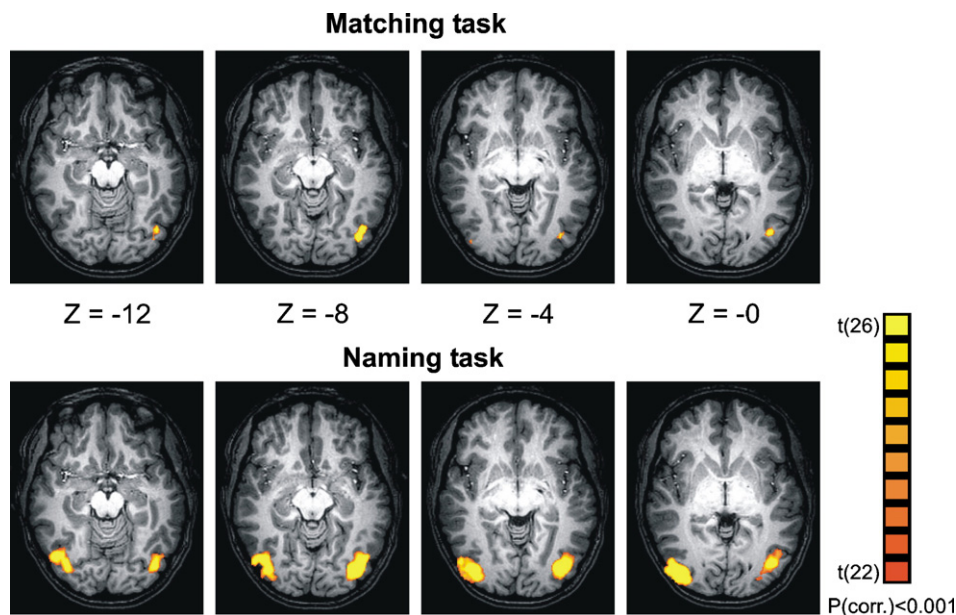 Matching task
Z = -12
Z = -8
Z = -4
Z = -0
Naming task
t(26)
t(22)
P(corr.)<0.001